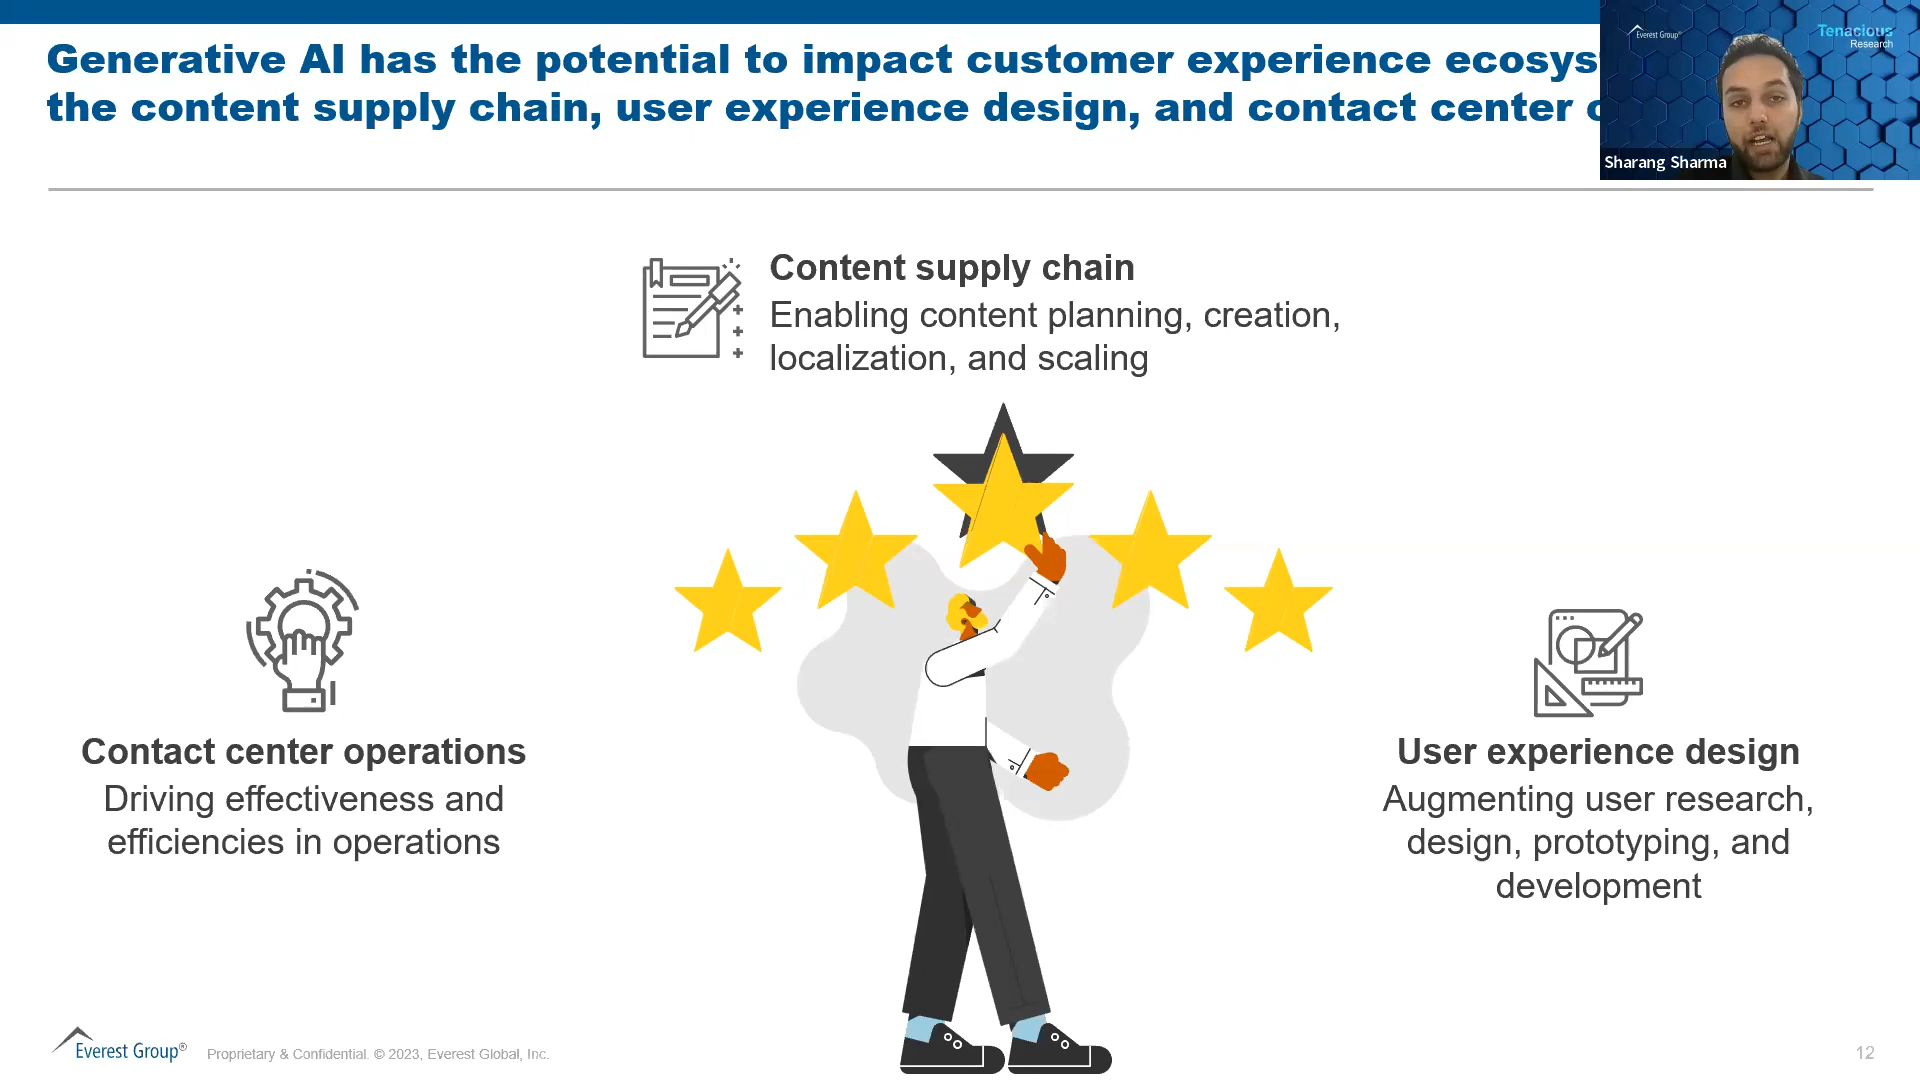 Generative AI has the potential to impact customer experience ecosys
the content supply chain, user experience design, and contact center
Everest Group®
Tenacious
Research
Sharang Sharma
Content supply chain
Enabling content planning, creation,
localization, and scaling
Contact center operations
Driving effectiveness and
efficiencies in operations
User experience design
Augmenting user research,
design, prototyping, and
development
Everest Group®
Proprietary & Confidential. © 2023, Everest Global, Inc.
12